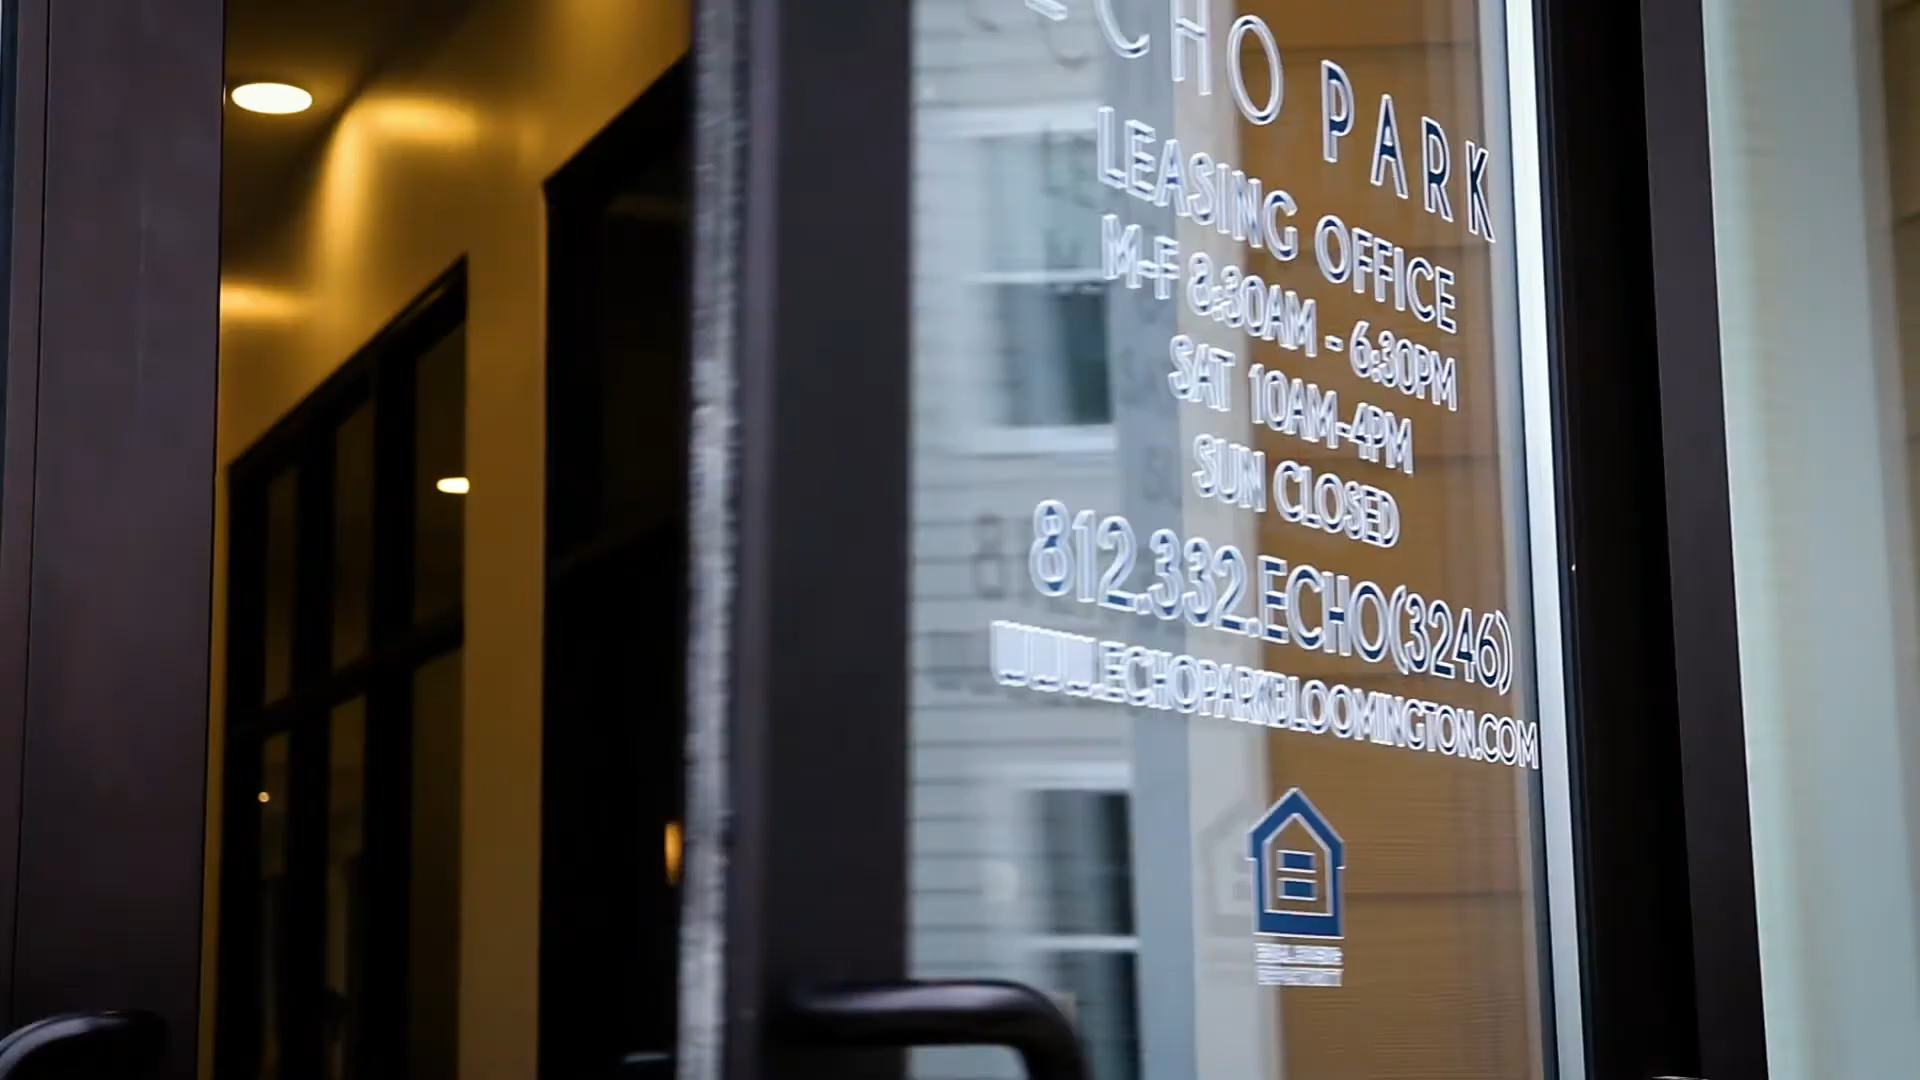 ECHO PARK
LEASING OFFICE
M-F 8:30AM - 6:30PM
SAT 10AM-4PM
SUN CLOSED
812.332.ECHO(3246)
WWW.ECHOPARKBLOOMINGTON.COM